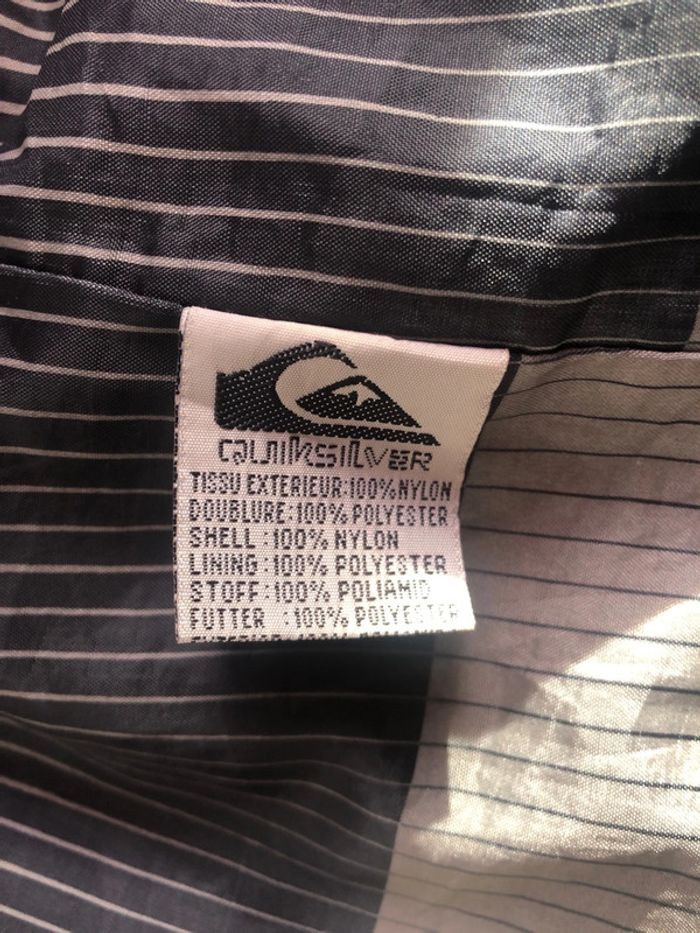 QUIKSILVER
TISSU EXTERIEUR:100%NYLON
DOUBLURE:100% POLYESTER
SHELL:100% NYLON
LINING:100% POLYESTER
STOFF:100% POLIAMID
FUTTER :100% POLYESTER